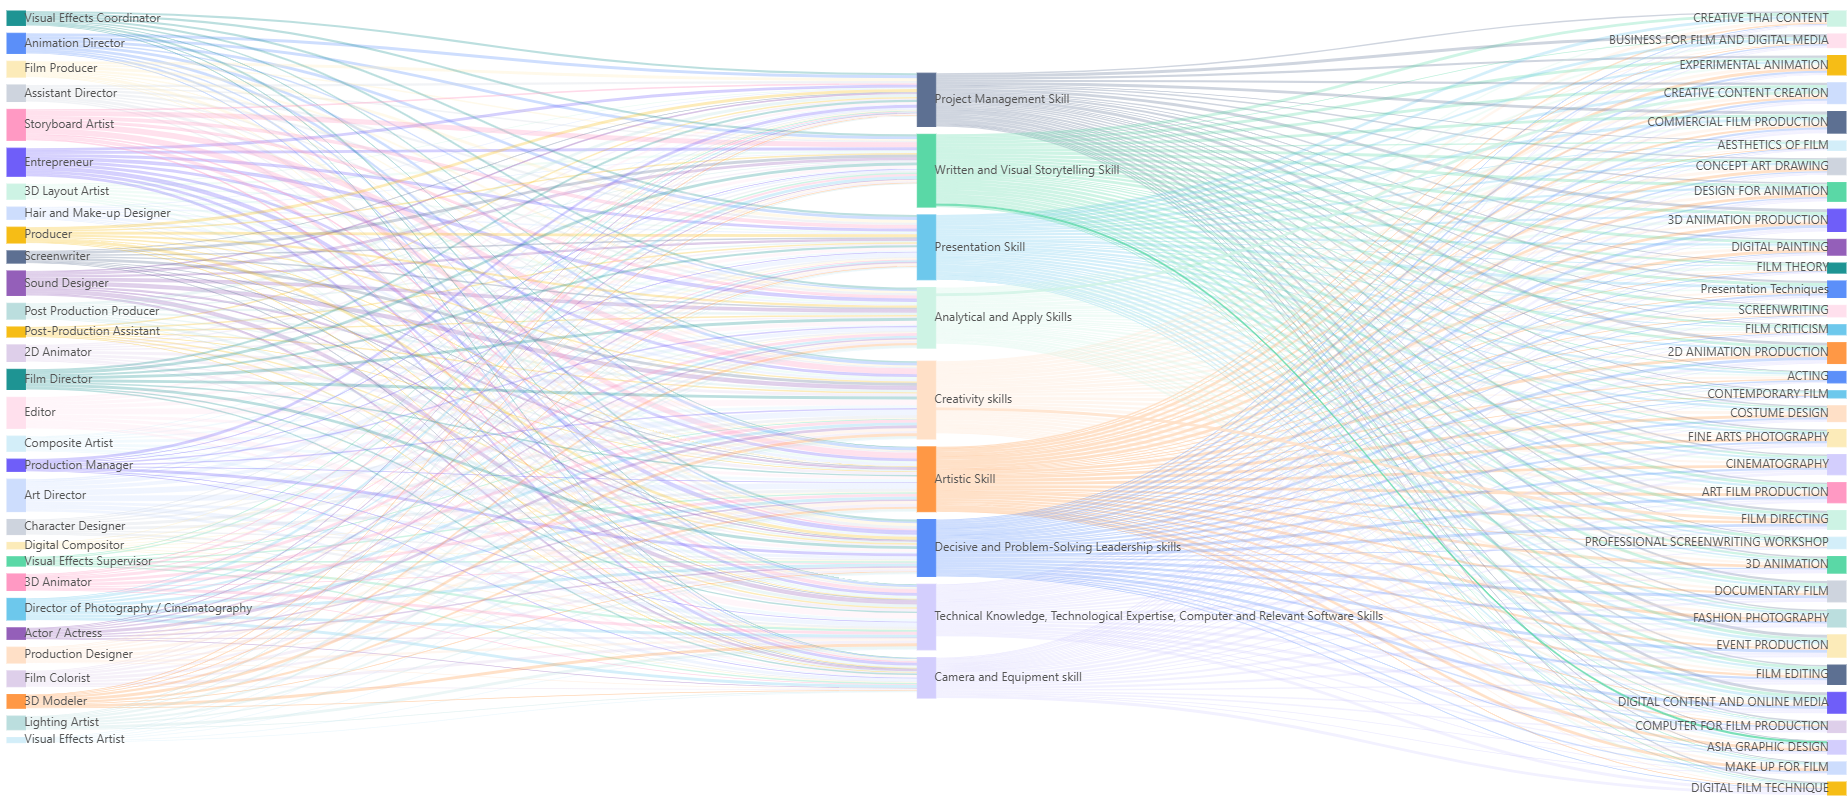 Visual Effects Coordinator
Animation Director
Film Producer
Assistant Director
Storyboard Artist
Entrepreneur
3D Layout Artist
Hair and Make-up Designer
Producer
Screenwriter
Sound Designer
Post Production Producer
Post-Production Assistant
2D Animator
Film Director
Editor
Composite Artist
Production Manager
Art Director
Character Designer
Digital Compositor
Visual Effects Supervisor
3D Animator
Director of Photography / Cinematography
Actor / Actress
Production Designer
Film Colorist
3D Modeler
Lighting Artist
Visual Effects Artist
Project Management Skill
Written and Visual Storytelling Skill
Presentation Skill
Analytical and Apply Skills
Creativity skills
Artistic Skill
Decisive and Problem-Solving Leadership skills
Technical Knowledge, Technological Expertise, Computer and Relevant Software Skills
Camera and Equipment skill
CREATIVE THAI CONTENT
BUSINESS FOR FILM AND DIGITAL MEDIA
EXPERIMENTAL ANIMATION
CREATIVE CONTENT CREATION
COMMERCIAL FILM PRODUCTION
AESTHETICS OF FILM
CONCEPT ART DRAWING
DESIGN FOR ANIMATION
3D ANIMATION PRODUCTION
DIGITAL PAINTING
FILM THEORY
Presentation Techniques
SCREENWRITING
FILM CRITICISM
2D ANIMATION PRODUCTION
ACTING
CONTEMPORARY FILM
COSTUME DESIGN
FINE ARTS PHOTOGRAPHY
CINEMATOGRAPHY
ART FILM PRODUCTION
FILM DIRECTING
PROFESSIONAL SCREENWRITING WORKSHOP
3D ANIMATION
DOCUMENTARY FILM
FASHION PHOTOGRAPHY
EVENT PRODUCTION
FILM EDITING
DIGITAL CONTENT AND ONLINE MEDIA
COMPUTER FOR FILM PRODUCTION
ASIA GRAPHIC DESIGN
MAKE UP FOR FILM
DIGITAL FILM TECHNIQUE